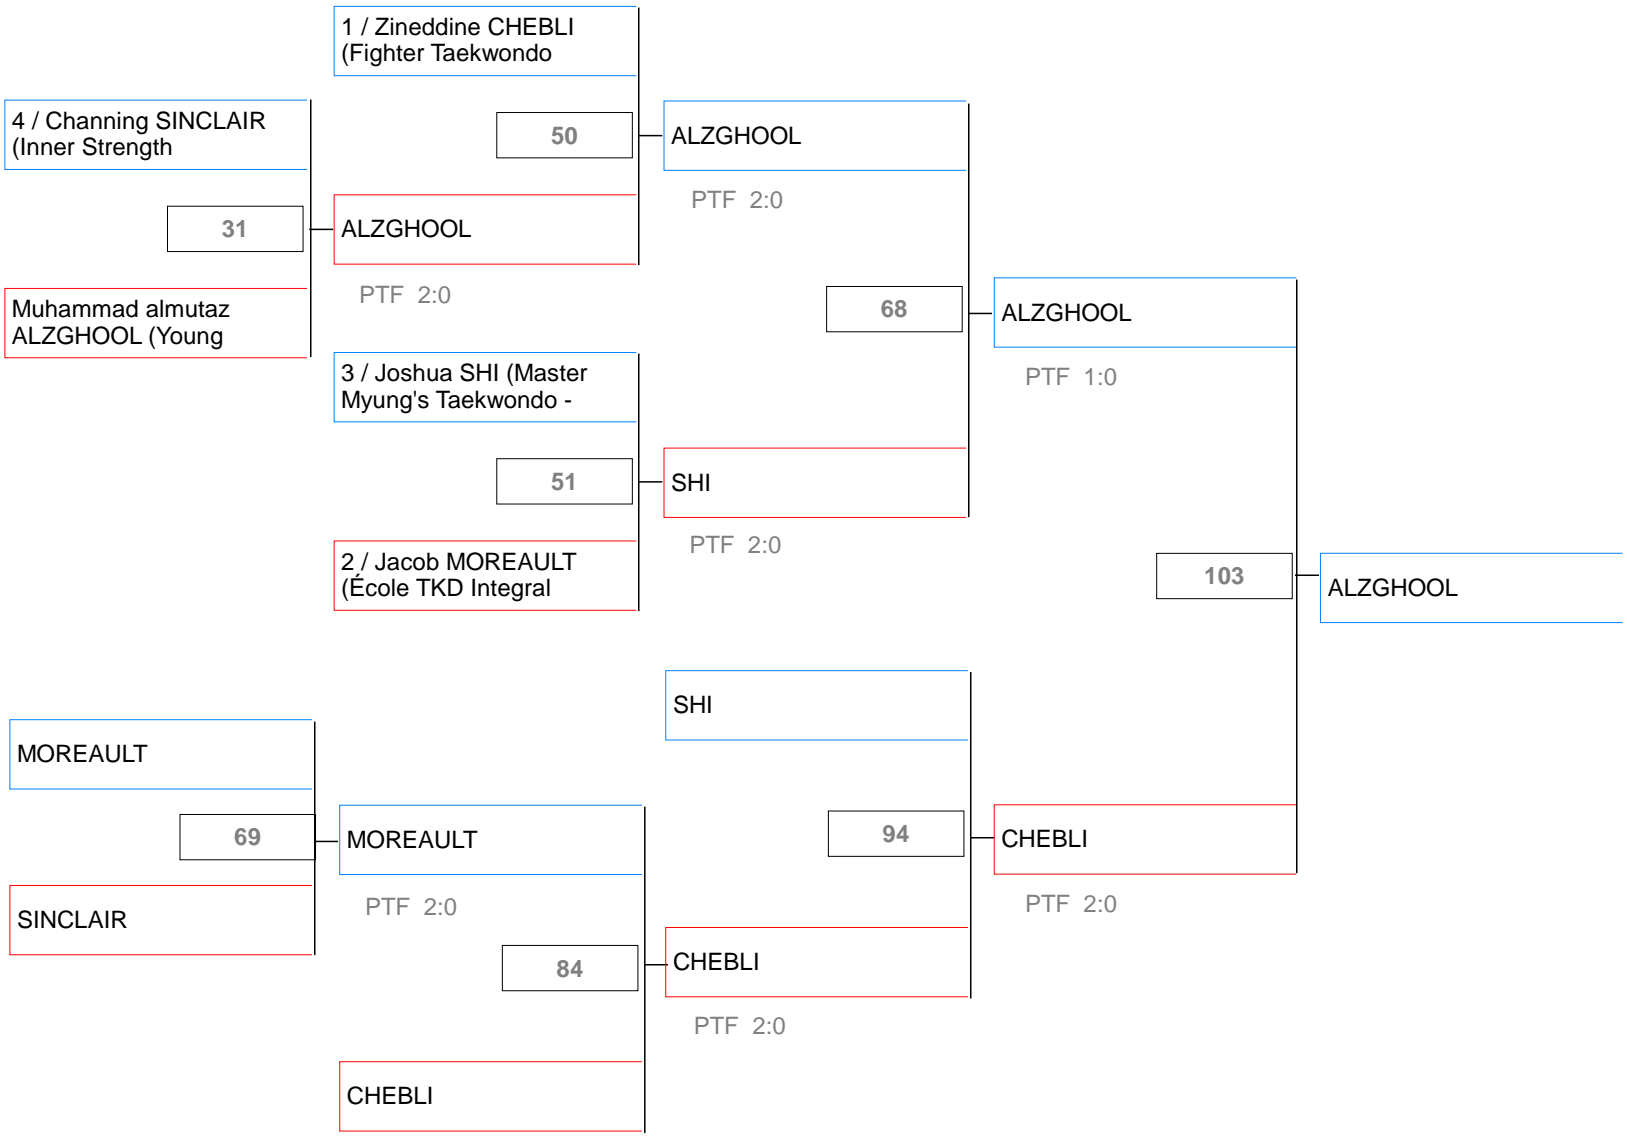 1 / Zineddine CHEBLI
(Fighter Taekwondo
4 / Channing SINCLAIR
(Inner Strength
50
ALZGHOOL
PTF 2:0
31
ALZGHOOL
PTF 2:0
Muhammad almutaz
ALZGHOOL (Young
68
ALZGHOOL
PTF 1:0
3 / Joshua SHI (Master
Myung's Taekwondo -
51
SHI
PTF 2:0
2 / Jacob MOREAULT
(École TKD Integral
103
ALZGHOOL
SHI
MOREAULT
69
MOREAULT
PTF 2:0
94
CHEBLI
PTF 2:0
SINCLAIR
84
CHEBLI
PTF 2:0
CHEBLI